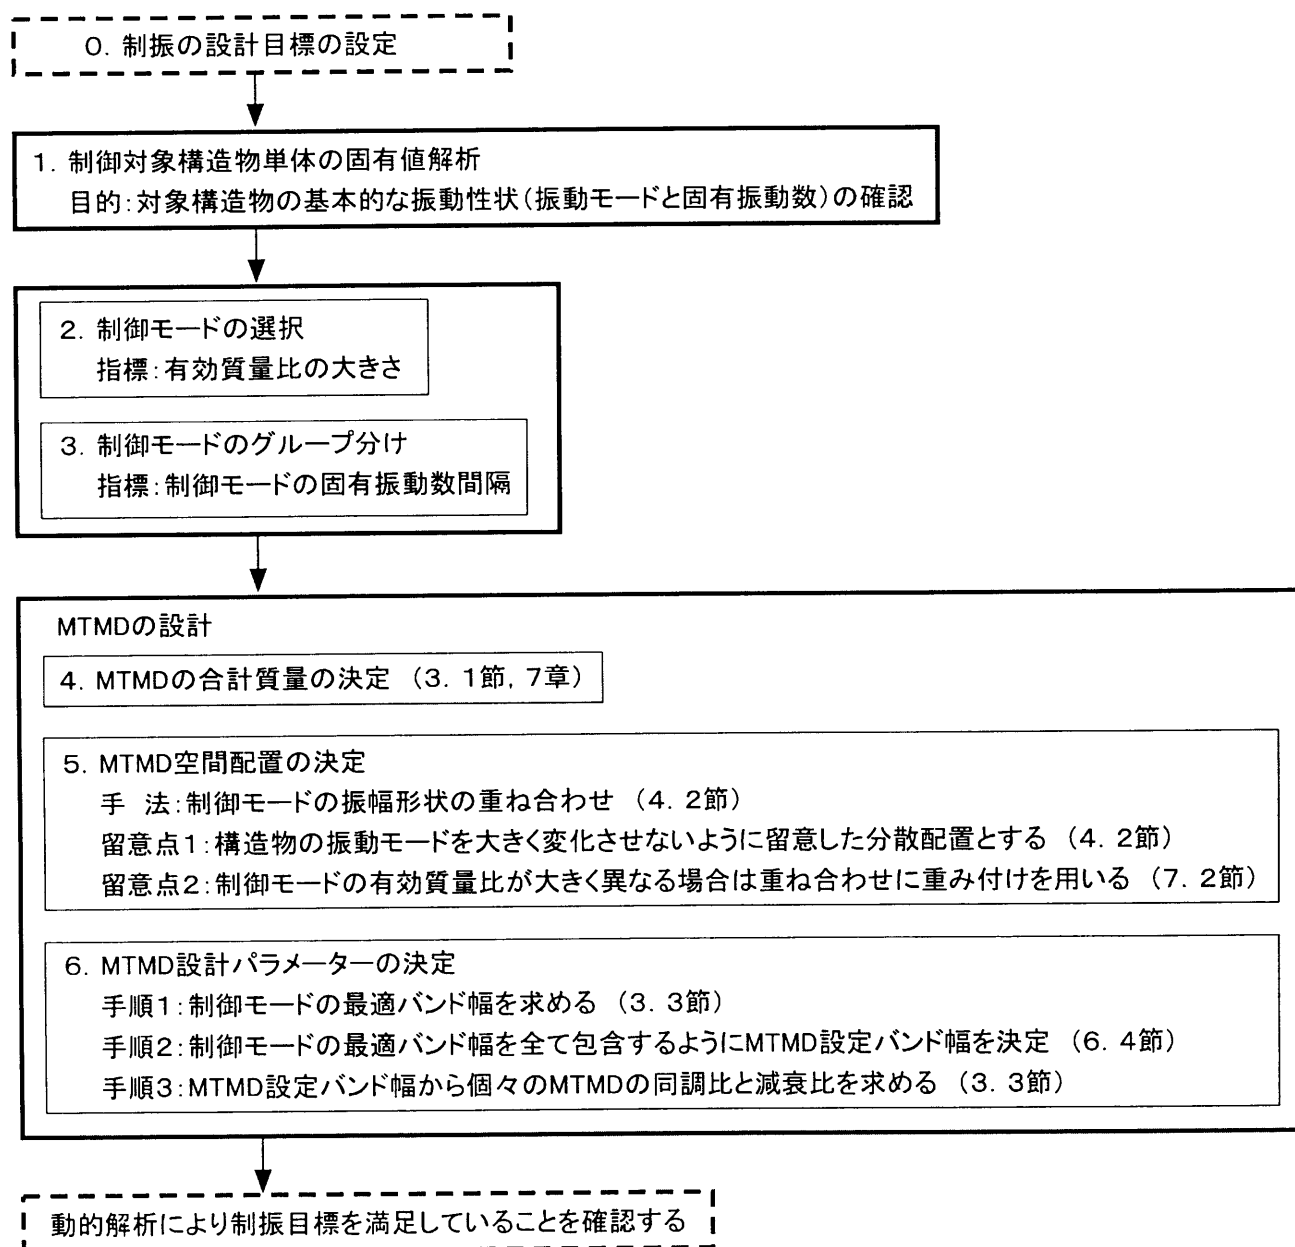 0. 制振の設計目標の設定
1. 制御対象構造物単体の固有値解析
目的:対象構造物の基本的な振動性状(振動モードと固有振動数)の確認
2. 制御モードの選択
指標:有効質量比の大きさ
3. 制御モードのグループ分け
指標:制御モードの固有振動数間隔
MTMDの設計
4. MTMDの合計質量の決定 (3. 1節, 7章)
5. MTMD空間配置の決定
手 法:制御モードの振幅形状の重ね合わせ (4. 2節)
留意点1:構造物の振動モードを大きく変化させないように留意した分散配置とする (4. 2節)
留意点2:制御モードの有効質量比が大きく異なる場合は重ね合わせに重み付けを用いる (7. 2節)
6. MTMD設計パラメーターの決定
手順1:制御モードの最適バンド幅を求める (3. 3節)
手順2:制御モードの最適バンド幅を全て包含するようにMTMD設定バンド幅を決定 (6. 4節)
手順3:MTMD設定バンド幅から個々のMTMDの同調比と減衰比を求める (3. 3節)
動的解析により制振目標を満足していることを確認する